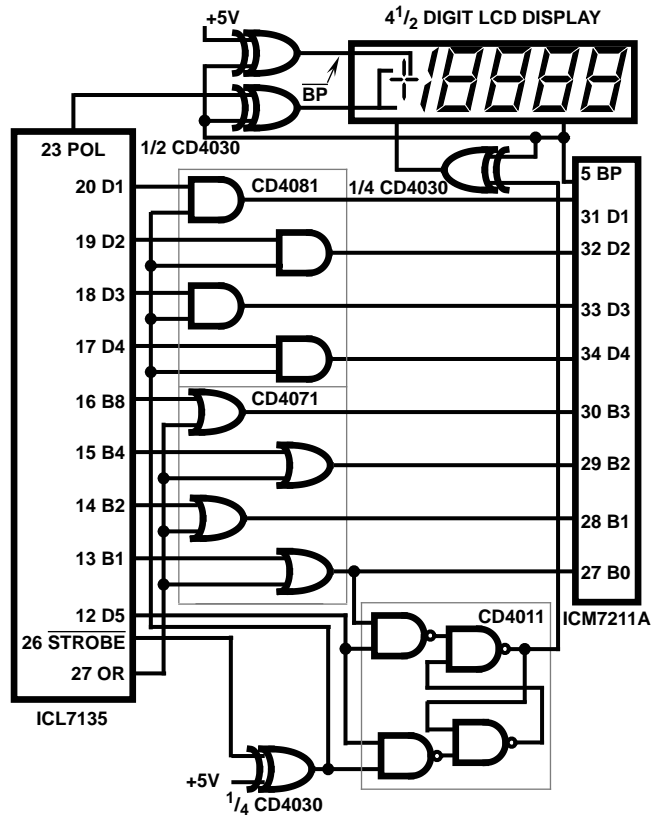 +5V
4 1/2 DIGIT LCD DISPLAY
BP
23 POL
1/2 CD4030
20 D1
CD4081
1/4 CD4030
5 BP
31 D1
19 D2
32 D2
18 D3
33 D3
17 D4
34 D4
16 B8
CD4071
30 B3
15 B4
29 B2
14 B2
28 B1
13 B1
27 B0
12 D5
CD4011
ICM7211A
26 STROBE
27 OR
ICL7135
+5V
1/4 CD4030